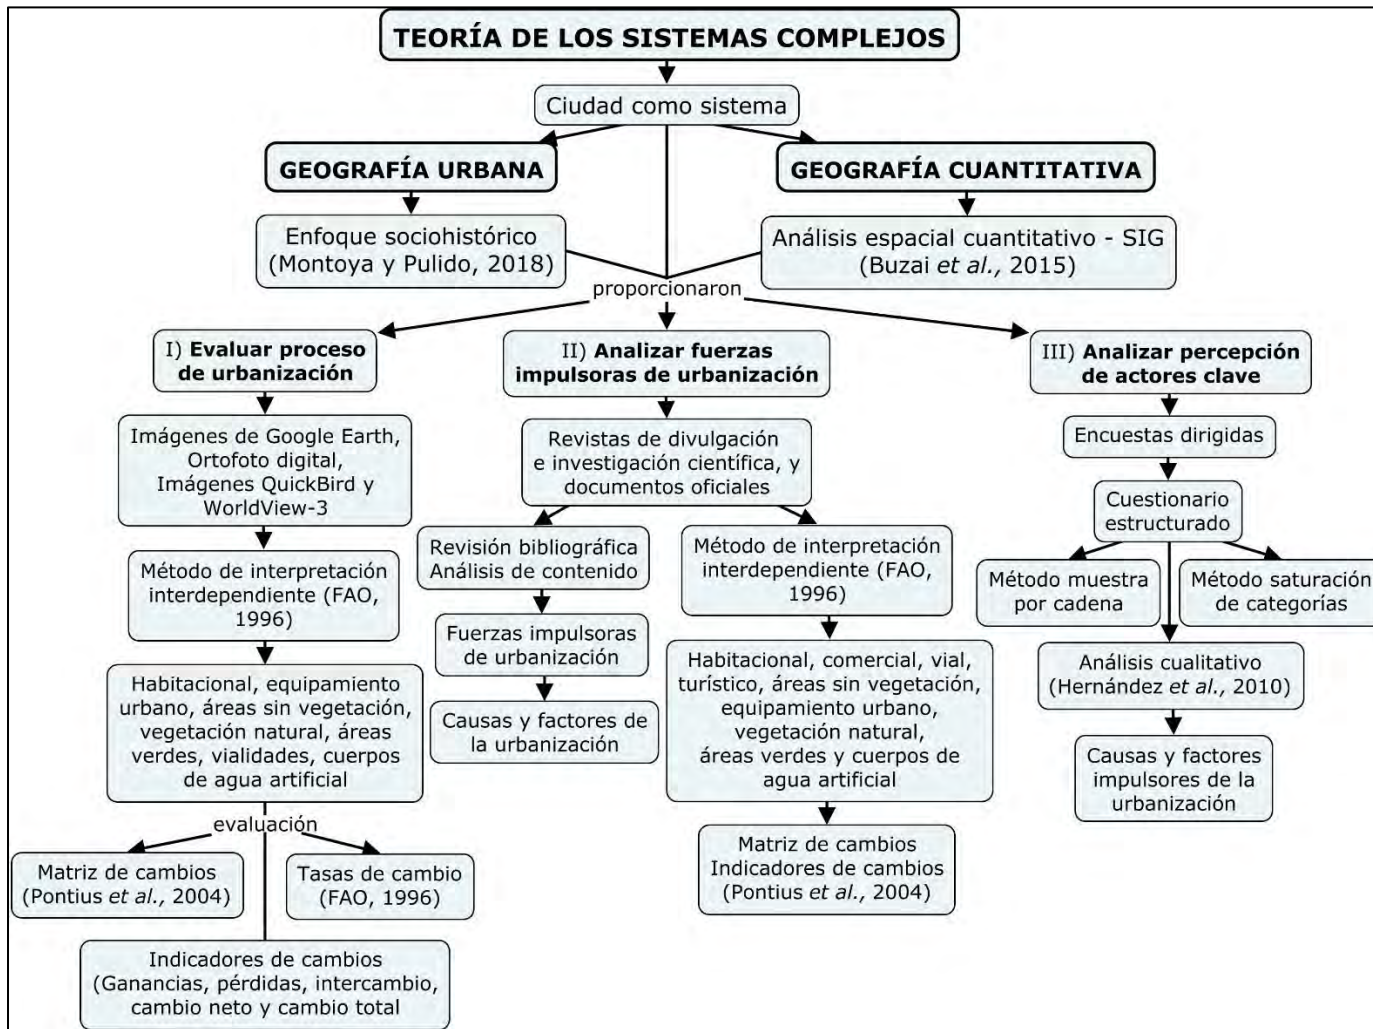 TEORÍA DE LOS SISTEMAS COMPLEJOS
Ciudad como sistema
GEOGRAFÍA URBANA
GEOGRAFÍA CUANTITATIVA
Enfoque sociohistórico
(Montoya y Pulido, 2018)
Análisis espacial cuantitativo - SIG
(Buzai et al., 2015)
proporcionaron
I) Evaluar proceso
de urbanización
II) Analizar fuerzas
impulsoras de urbanización
III) Analizar percepción
de actores clave
Imágenes de Google Earth,
Ortofoto digital,
Imágenes QuickBird y
WorldView-3
Revistas de divulgación
e investigación científica, y
documentos oficiales
Encuestas dirigidas
Cuestionario
estructurado
Método de interpretación
interdependiente (FAO,
1996)
Revisión bibliográfica
Análisis de contenido
Método de interpretación
interdependiente (FAO,
1996)
Método muestra
por cadena
Método saturación
de categorías
Fuerzas impulsoras
de urbanización
Causas y factores de
la urbanización
Habitacional, equipamiento
urbano, áreas sin vegetación,
vegetación natural, áreas
verdes, vialidades, cuerpos
de agua artificial
Habitacional, comercial, vial,
turístico, áreas sin vegetación,
equipamiento urbano,
vegetación natural,
áreas verdes y cuerpos de
agua artificial
Análisis cualitativo
(Hernández et al., 2010)
Causas y factores
impulsores de la
urbanización
evaluación
Matriz de cambios
(Pontius et al., 2004)
Tasas de cambio
(FAO, 1996)
Matriz de cambios
Indicadores de cambios
(Pontius et al., 2004)
Indicadores de cambios
(Ganancias, pérdidas, intercambio,
cambio neto y cambio total